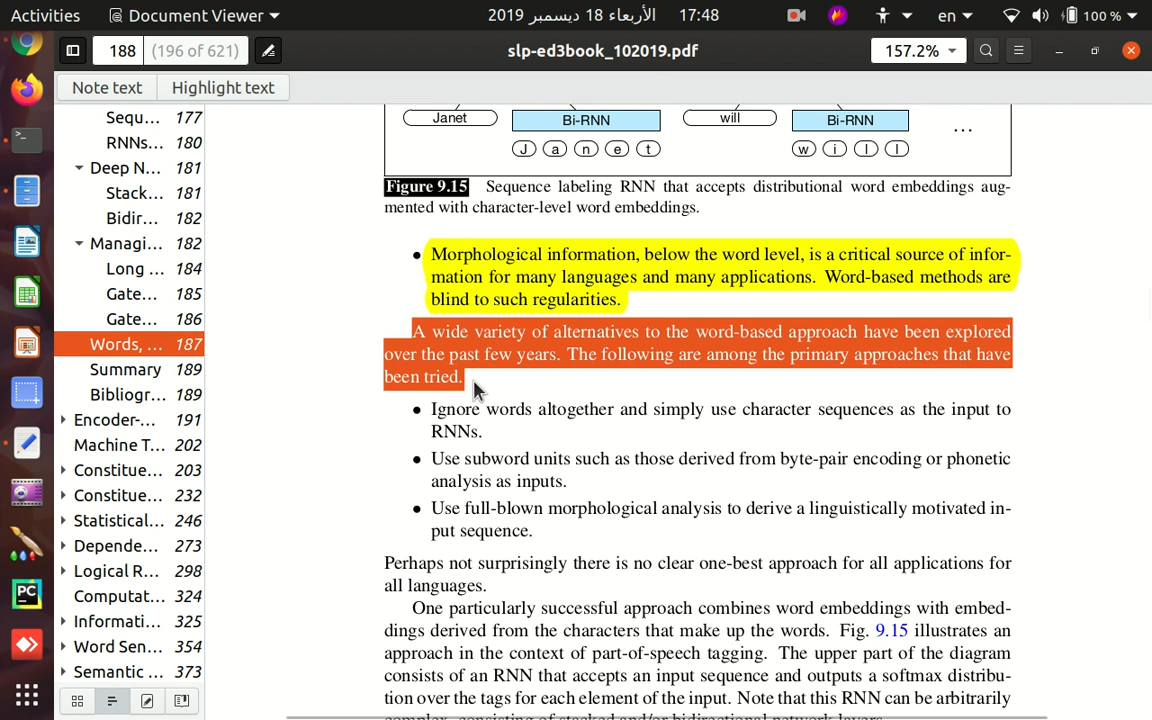 Activities Document Viewer الأربعاء 18 ديسمبر 2019 17:48 en 100 %
188 (196 of 621) slp-ed3book_102019.pdf 157.2%
Note text Highlight text
Sequ... 177
RNNs... 180
Deep N... 181
Stack... 181
Bidir... 182
Managi... 182
Long ... 184
Gate... 185
Gate... 186
Words, ... 187
Summary 189
Bibliogr... 189
Encoder-... 191
Machine T... 202
Constitue... 203
Constitue... 232
Statistical... 246
Depende... 273
Logical R... 298
Computat... 324
Informati... 325
Word Sen... 354
Semantic ... 373
Janet Bi-RNN will Bi-RNN ...
J a n e t w i l l
Figure 9.15 Sequence labeling RNN that accepts distributional word embeddings aug-
mented with character-level word embeddings.
• Morphological information, below the word level, is a critical source of infor-
mation for many languages and many applications. Word-based methods are
blind to such regularities.
A wide variety of alternatives to the word-based approach have been explored
over the past few years. The following are among the primary approaches that have
been tried.
• Ignore words altogether and simply use character sequences as the input to
RNNs.
• Use subword units such as those derived from byte-pair encoding or phonetic
analysis as inputs.
• Use full-blown morphological analysis to derive a linguistically motivated in-
put sequence.
Perhaps not surprisingly there is no clear one-best approach for all applications for
all languages.
One particularly successful approach combines word embeddings with embed-
dings derived from the characters that make up the words. Fig. 9.15 illustrates an
approach in the context of part-of-speech tagging. The upper part of the diagram
consists of an RNN that accepts an input sequence and outputs a softmax distribu-
tion over the tags for each element of the input. Note that this RNN can be arbitrarily
complex, consisting of stacked and/or bidirectional network layers.
PC